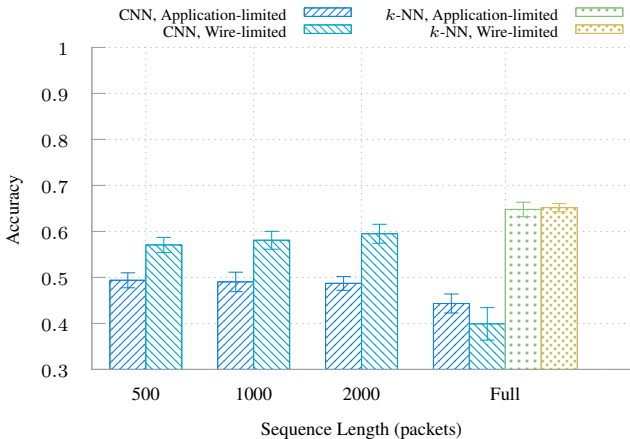 CNN, Application-limited
CNN, Wire-limited
k-NN, Application-limited
k-NN, Wire-limited
1
0.9
0.8
0.7
0.6
0.5
0.4
0.3
Accuracy
500 1000 2000 Full
Sequence Length (packets)